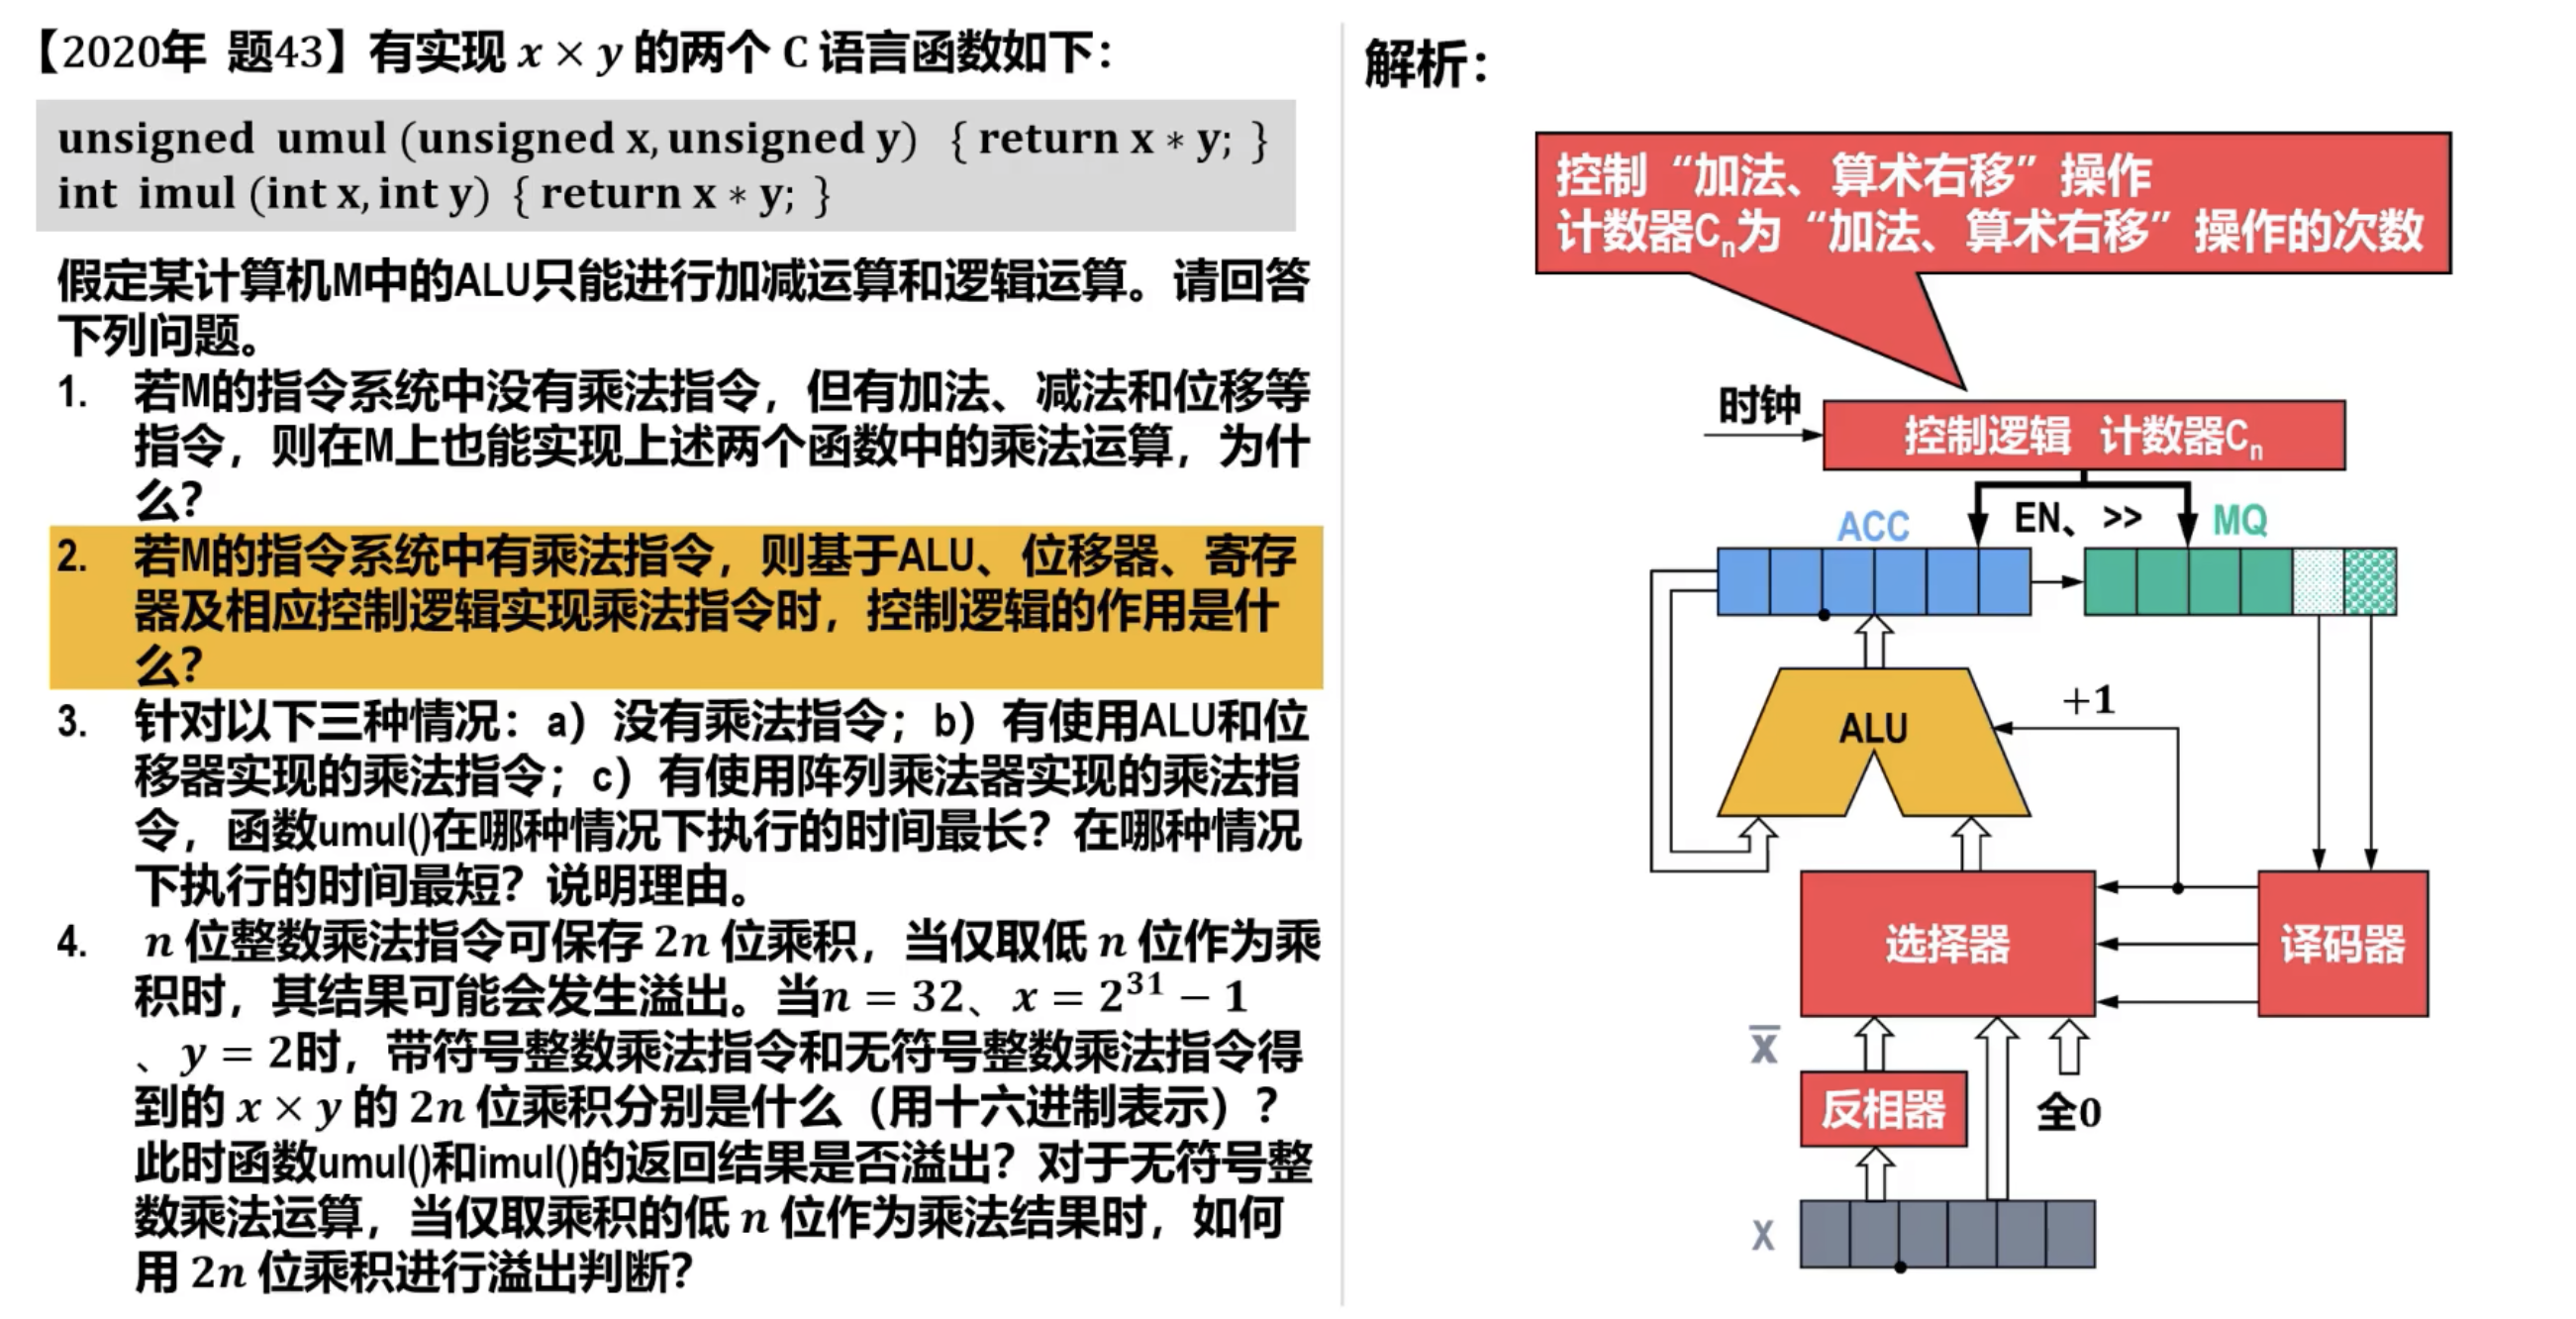 【2020年 题43】有实现 x × y 的两个 C 语言函数如下：
unsigned umul (unsigned x, unsigned y) { return x * y; }
int imul (int x, int y) { return x * y; }
假定某计算机M中的ALU只能进行加减运算和逻辑运算。请回答
下列问题。
1. 若M的指令系统中没有乘法指令，但有加法、减法和位移等
指令，则在M上也能实现上述两个函数中的乘法运算，为什
么？
2. 若M的指令系统中有乘法指令，则基于ALU、位移器、寄存
器及相应控制逻辑实现乘法指令时，控制逻辑的作用是什
么？
3. 针对以下三种情况：a）没有乘法指令；b）有使用ALU和位
移器实现的乘法指令；c）有使用阵列乘法器实现的乘法指
令，函数umul()在哪种情况下执行的时间最长？在哪种情况
下执行的时间最短？说明理由。
4. n 位整数乘法指令可保存 2n 位乘积，当仅取低 n 位作为乘
积时，其结果可能会发生溢出。当n = 32、x = 2³¹ − 1
、y = 2时，带符号整数乘法指令和无符号整数乘法指令得
到的 x × y 的 2n 位乘积分别是什么（用十六进制表示）？
此时函数umul()和imul()的返回结果是否溢出？对于无符号整
数乘法运算，当仅取乘积的低 n 位作为乘法结果时，如何
用 2n 位乘积进行溢出判断？
解析：
控制“加法、算术右移”操作
计数器Cn为“加法、算术右移”操作的次数
时钟
控制逻辑 计数器Cn
ACC
EN、>>
MQ
ALU
+1
选择器
译码器
X̅
反相器
全0
X